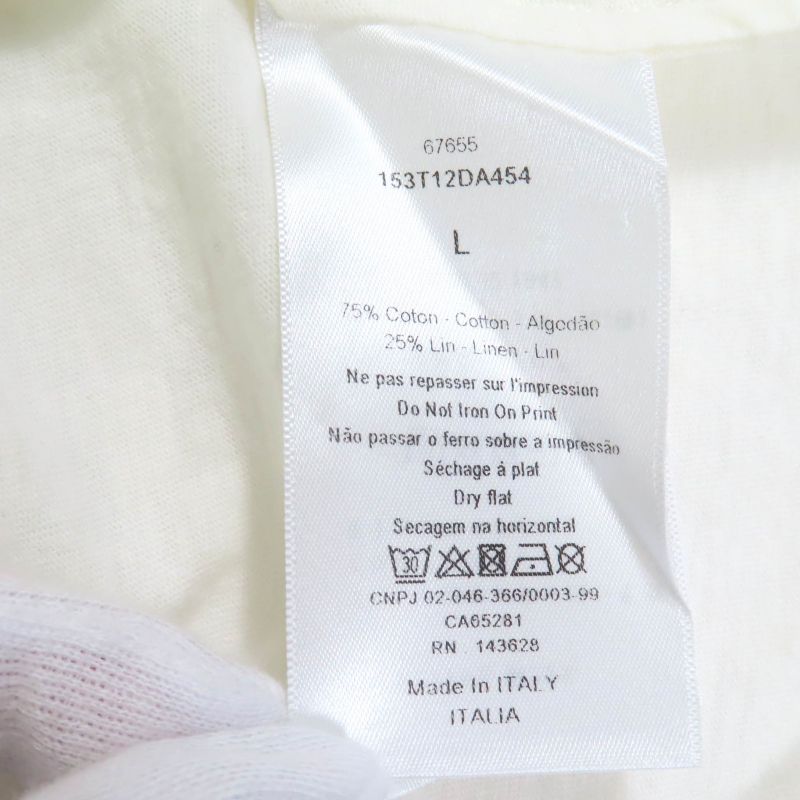 67655
153T12DA454
L
75% Coton - Cotton - Algodão
25% Lin - Linen - Lin
Ne pas repasser sur l'impression
Do Not Iron On Print
Não passar o ferro sobre a impressão
Séchage à plat
Dry flat
Secagem na horizontal
30
CNPJ 02-046-366/0003-99
CA65281
RN . 143628
Made In ITALY
ITALIA